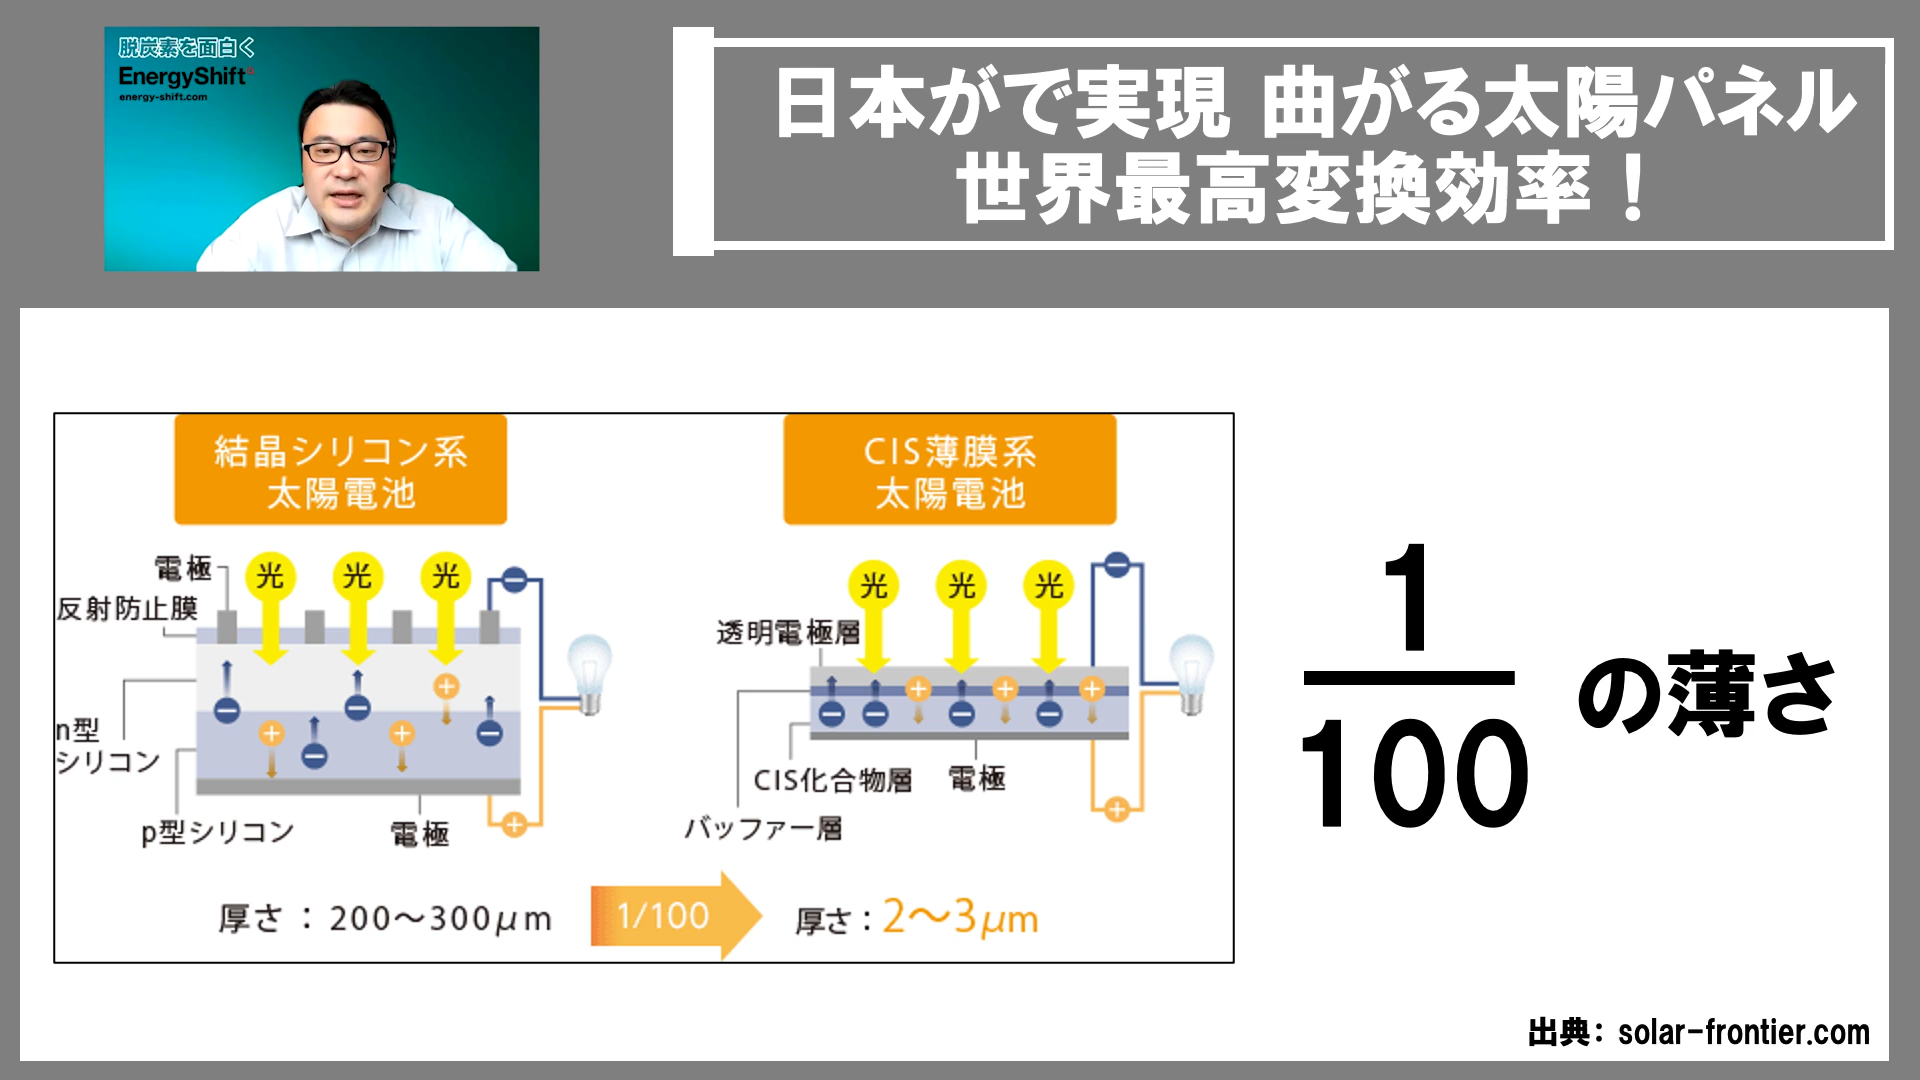 脱炭素を面白く
EnergyShift
energy-shift.com
日本がで実現 曲がる太陽パネル
世界最高変換効率！
結晶シリコン系
太陽電池
電極
光 光 光
反射防止膜
n型
シリコン
p型シリコン
電極
厚さ：200〜300μm
1/100
CIS薄膜系
太陽電池
光 光 光
透明電極層
CIS化合物層
電極
バッファー層
厚さ：2〜3μm
1
100
の薄さ
出典：solar-frontier.com